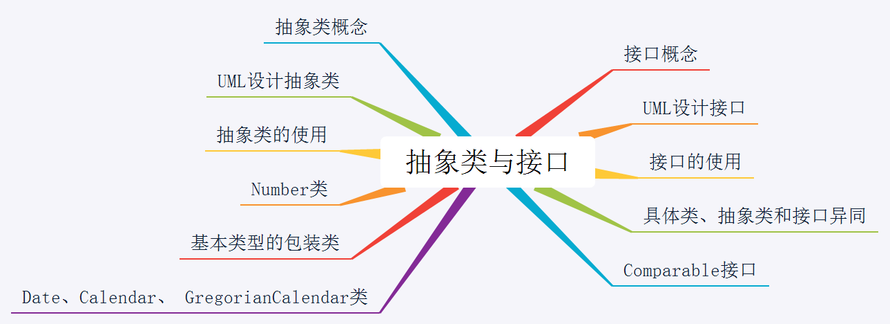 抽象类与接口
抽象类概念
UML设计抽象类
抽象类的使用
Number类
基本类型的包装类
Date、Calendar、 GregorianCalendar类
接口概念
UML设计接口
接口的使用
具体类、抽象类和接口异同
Comparable接口